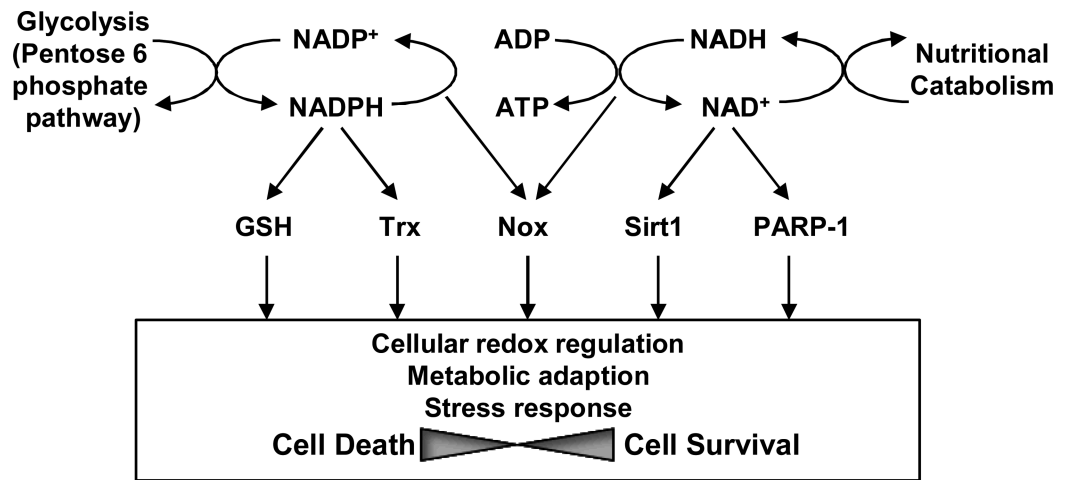 Glycolysis
(Pentose 6
phosphate
pathway)
NADP+
NADPH
ADP
ATP
NADH
NAD+
Nutritional
Catabolism
GSH
Trx
Nox
Sirt1
PARP-1
Cellular redox regulation
Metabolic adaption
Stress response
Cell Death
Cell Survival